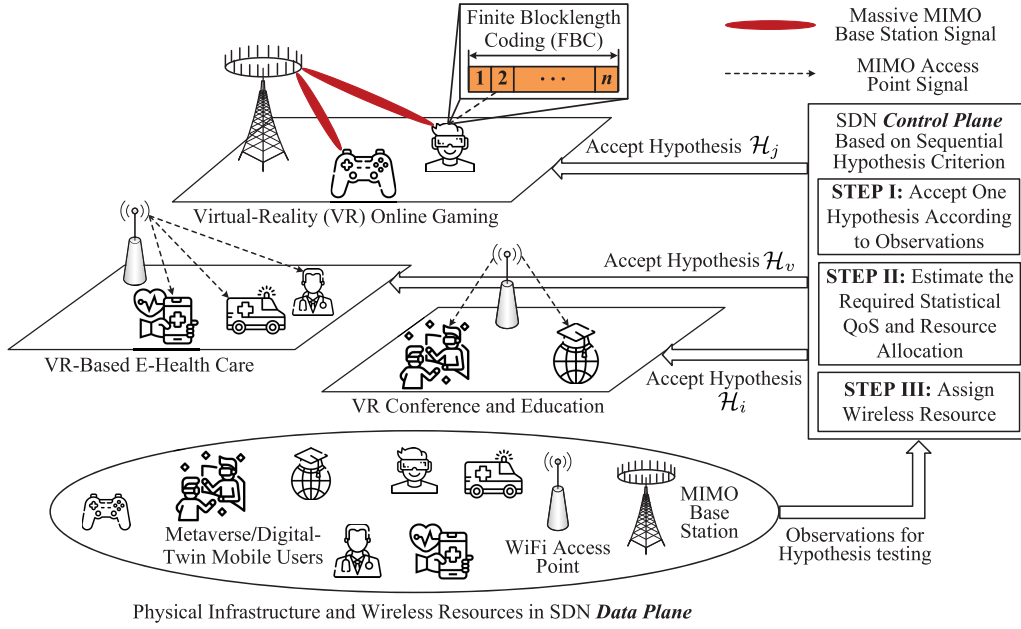 Finite Blocklength
Coding (FBC)
1 2 · · · n
Massive MIMO
Base Station Signal
MIMO Access
Point Signal
SDN Control Plane
Based on Sequential
Hypothesis Criterion
STEP I: Accept One
Hypothesis According
to Observations
STEP II: Estimate the
Required Statistical
QoS and Resource
Allocation
STEP III: Assign
Wireless Resource
Accept Hypothesis ℋj
Virtual-Reality (VR) Online Gaming
Accept Hypothesis ℋv
VR-Based E-Health Care
Accept Hypothesis
ℋi
VR Conference and Education
Metaverse/Digital-
Twin Mobile Users
WiFi Access
Point
MIMO
Base
Station
Observations for
Hypothesis testing
Physical Infrastructure and Wireless Resources in SDN Data Plane